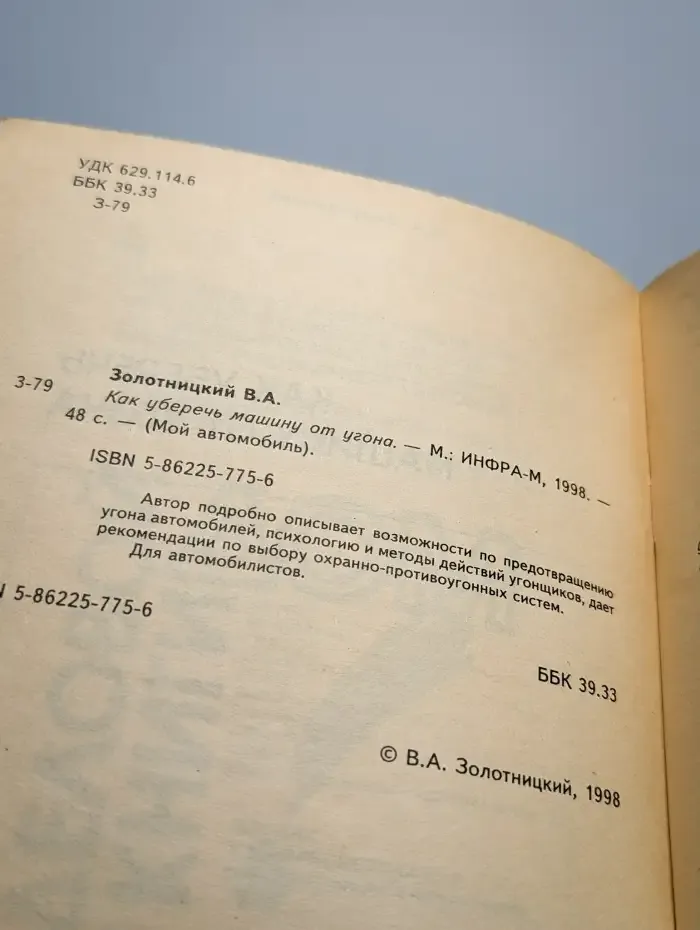 УДК 629.114.6
ББК 39.33
З-79
Золотницкий В.А.
З-79
Как уберечь машину от угона. — М.: ИНФРА-М, 1998. —
48 с. — (Мой автомобиль).
ISBN 5-86225-775-6
Автор подробно описывает возможности по предотвращению
угона автомобилей, психологию и методы действий угонщиков, дает
рекомендации по выбору охранно-противоугонных систем.
Для автомобилистов.
N 5-86225-775-6
ББК 39.33
© В.А. Золотницкий, 1998